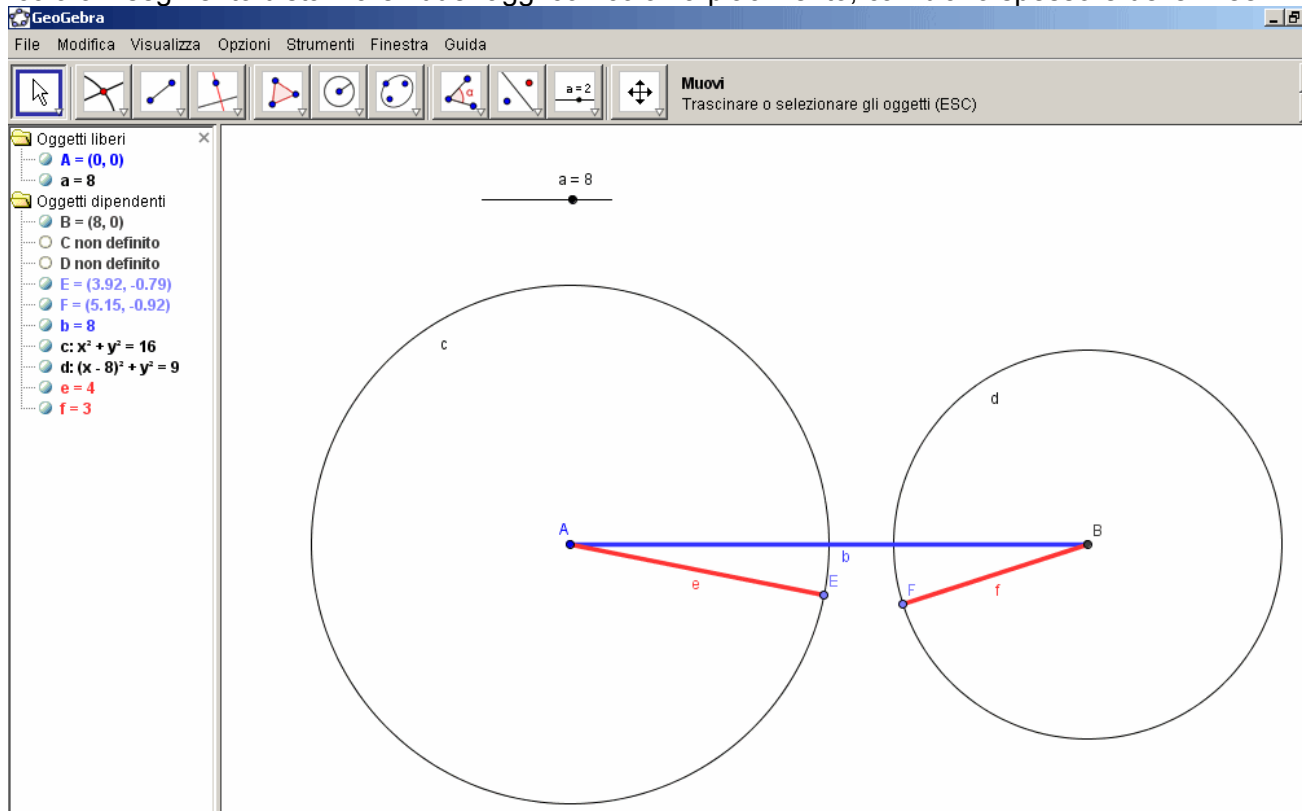 GeoGebra
File Modifica Visualizza Opzioni Strumenti Finestra Guida
α
a = 2
Muovi
Trascinare o selezionare gli oggetti (ESC)
Oggetti liberi
A = (0, 0)
a = 8
Oggetti dipendenti
B = (8, 0)
C non definito
D non definito
E = (3.92, -0.79)
F = (5.15, -0.92)
b = 8
c: x² + y² = 16
d: (x - 8)² + y² = 9
e = 4
f = 3
a = 8
c
d
A
B
b
E
F
e
f